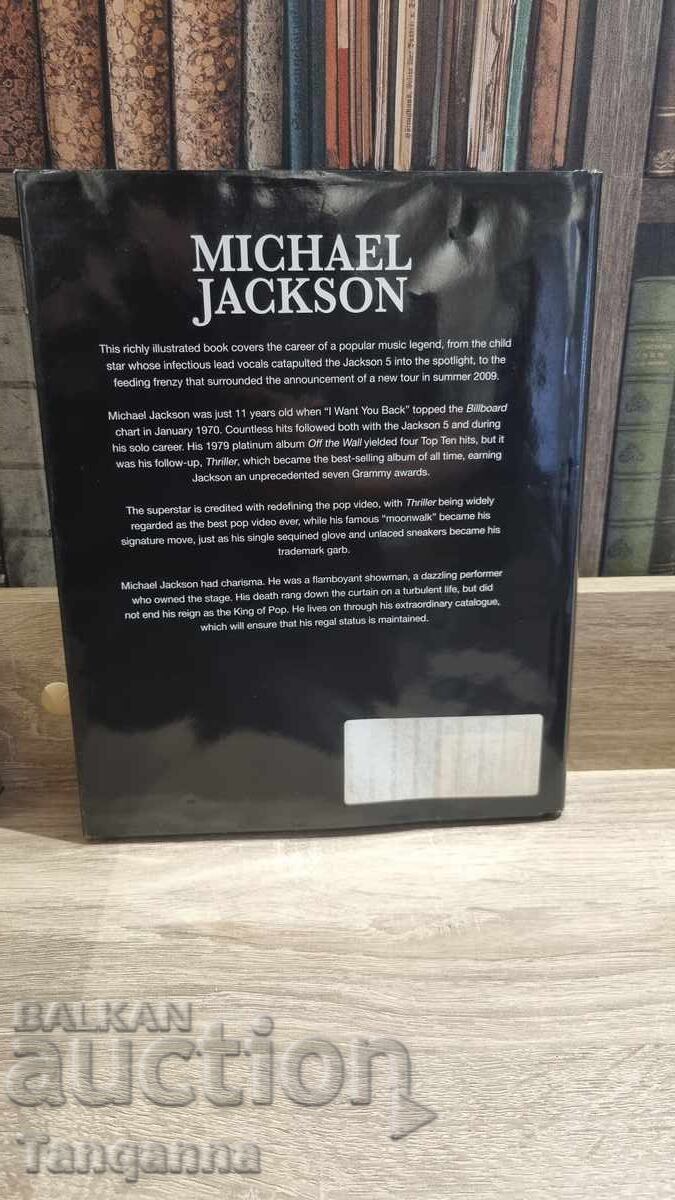 MICHAEL
JACKSON
This richly illustrated book covers the career of a popular music legend, from the child
star whose infectious lead vocals catapulted the Jackson 5 into the spotlight, to the
feeding frenzy that surrounded the announcement of a new tour in summer 2009.
Michael Jackson was just 11 years old when “I Want You Back” topped the Billboard
chart in January 1970. Countless hits followed both with the Jackson 5 and during
his solo career. His 1979 platinum album Off the Wall yielded four Top Ten hits, but it
was his follow-up, Thriller, which became the best-selling album of all time, earning
Jackson an unprecedented seven Grammy awards.
The superstar is credited with redefining the pop video, with Thriller being widely
regarded as the best pop video ever, while his famous “moonwalk” became his
signature move, just as his single sequined glove and unlaced sneakers became his
trademark garb.
Michael Jackson had charisma. He was a flamboyant showman, a dazzling performer
who owned the stage. His death rang down the curtain on a turbulent life, but did
not end his reign as the King of Pop. He lives on through his extraordinary catalogue,
which will ensure that his regal status is maintained.
BALKAN
auction
Tanganna